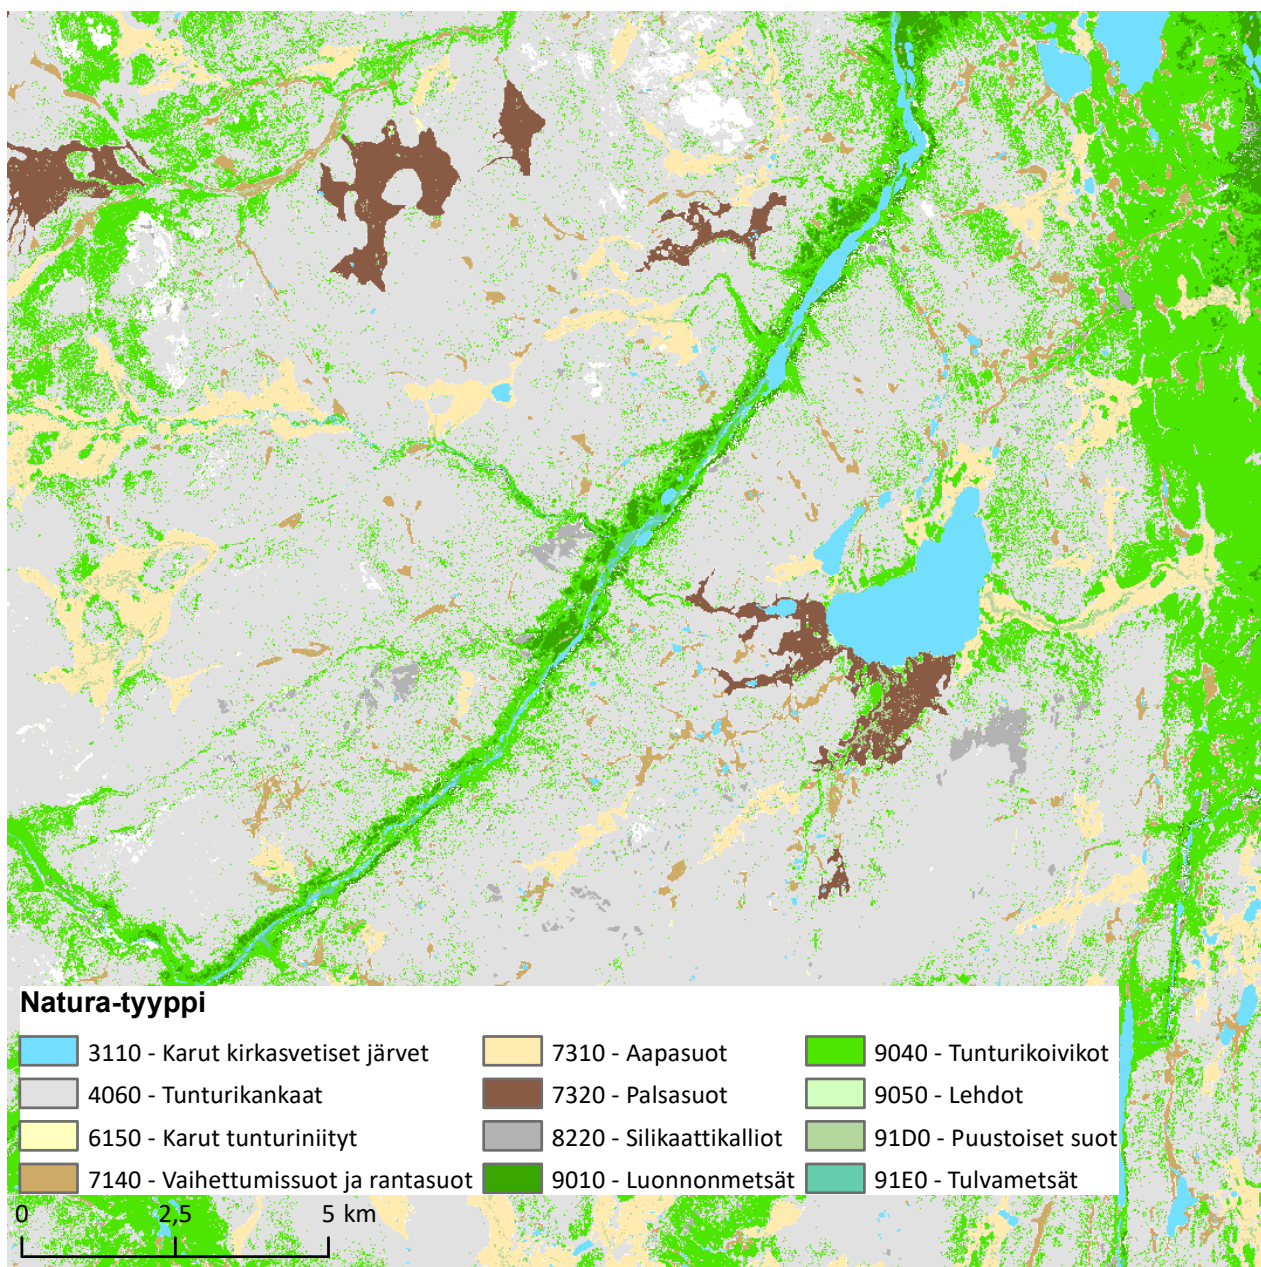 Natura-tyyppi
3110 - Karut kirkasvetiset järvet
4060 - Tunturikankaat
6150 - Karut tunturiniityt
7140 - Vaihettumissuot ja rantasuot
7310 - Aapasuot
7320 - Palsasuot
8220 - Silikaattikalliot
9010 - Luonnonmetsät
9040 - Tunturikoivikot
9050 - Lehdot
91D0 - Puustoiset suot
91E0 - Tulvametsät
0 2,5 5 km